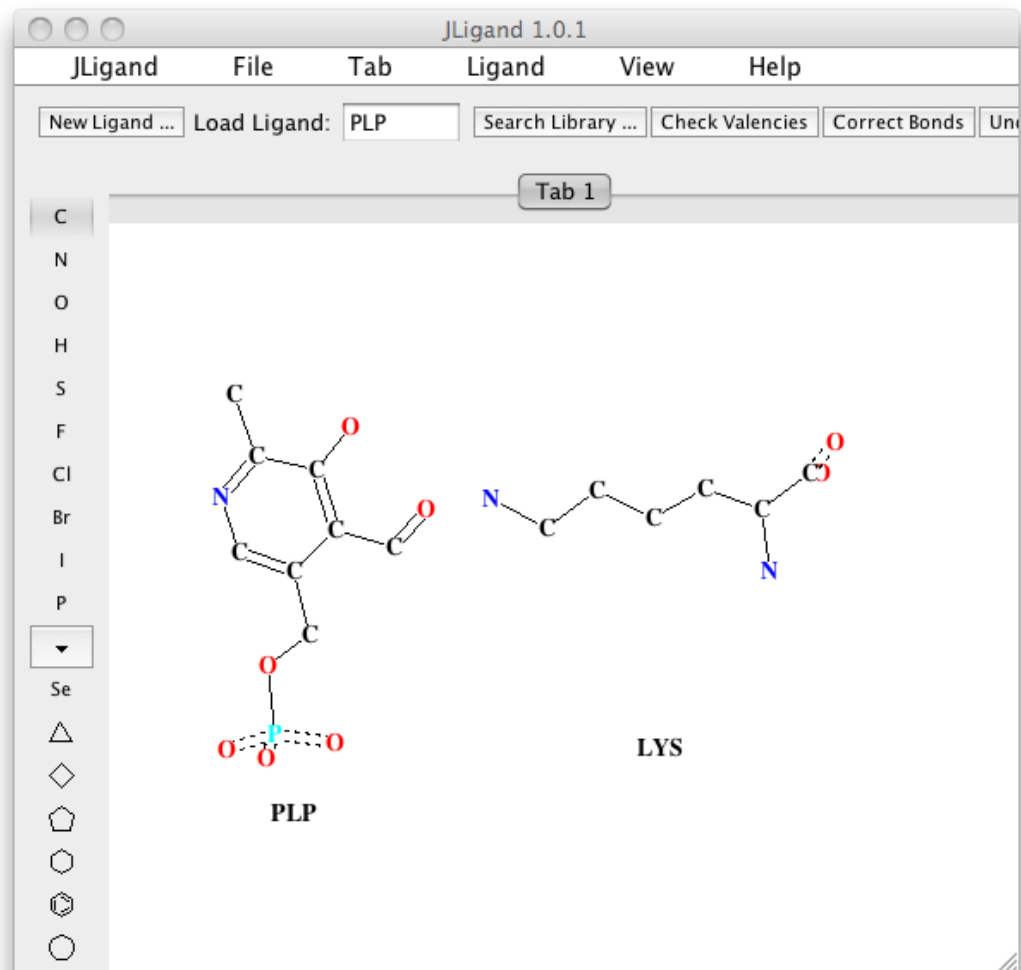 JLigand 1.0.1
JLigand File Tab Ligand View Help
New Ligand ... Load Ligand: PLP Search Library ... Check Valencies Correct Bonds Un
Tab 1
C
N
O
H
S
F
Cl
Br
I
P
Se
C
O
C
C
N
C
O
C
C
C
C
O
P
O
O
O
PLP
N
C
C
C
C
C
C
O
O
N
LYS